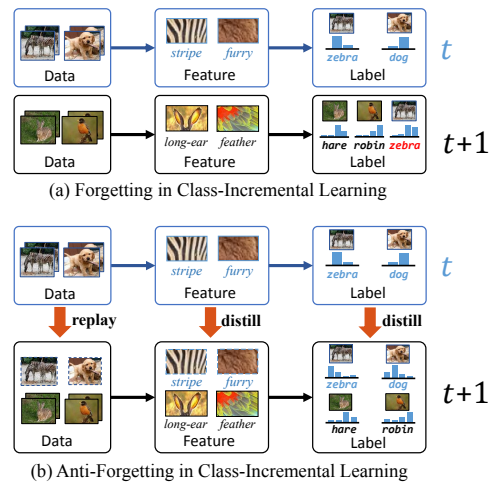 stripe furry zebra dog
Data Feature Label t
long-ear feather hare robin zebra
Data Feature Label t+1
(a) Forgetting in Class-Incremental Learning
stripe furry zebra dog
Data Feature Label t
replay distill distill
stripe furry zebra dog
long-ear feather hare robin
Data Feature Label t+1
(b) Anti-Forgetting in Class-Incremental Learning